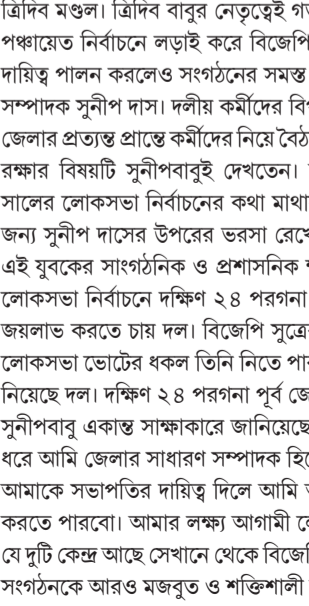 ত্রিদিব মণ্ডল। ত্রিদিব বাবুর নেতৃত্বেই
পঞ্চায়েত নির্বাচনে লড়াই করে বিজেপি
দায়িত্ব পালন করলেও সংগঠনের সমস্ত
সম্পাদক সুনীপ দাস। দলীয় কর্মীদের
জেলার প্রত্যন্ত প্রান্তে কর্মীদের নিয়ে
রক্ষার বিষয়টি সুনীপবাবুই দেখতেন।
সালের লোকসভা নির্বাচনের কথা মাথা
জন্য সুনীপ দাসের উপরের ভরসা
এই যুবকের সাংগঠনিক ও প্রশাসনিক
লোকসভা নির্বাচনে দক্ষিণ ২৪ পরগনা
জয়লাভ করতে চায় দল। বিজেপি
লোকসভা ভোটের ধকল তিনি নিতে
নিয়েছে দল। দক্ষিণ ২৪ পরগনা পূর্ব
সুনীপবাবু একান্ত সাক্ষাকারে জানিয়েছে
ধরে আমি জেলার সাধারণ সম্পাদক
আমাকে সভাপতির দায়িত্ব দিলে আমি
করতে পারবো। আমার লক্ষ্য আগামী
যে দুটি কেন্দ্র আছে সেখানে থেকে
সংগঠনকে আরও মজবুত ও শক্তিশালী